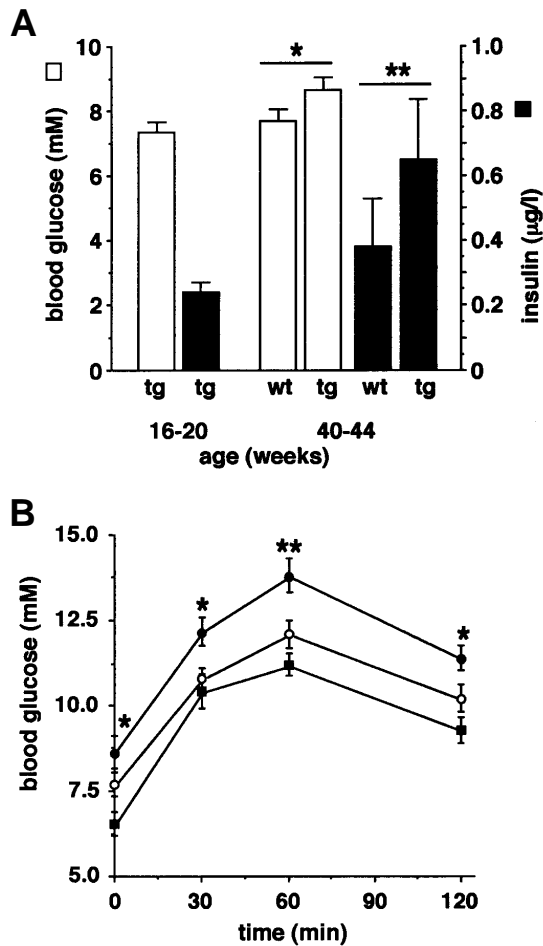 A
10
8
6
4
2
0
blood glucose (mM)
*
**
1.0
0.8
0.6
0.4
0.2
0
insulin (µg/l)
tg tg wt tg wt tg
16-20 40-44
age (weeks)
B
15.0
12.5
10.0
7.5
5.0
blood glucose (mM)
*
*
**
*
0 30 60 90 120
time (min)